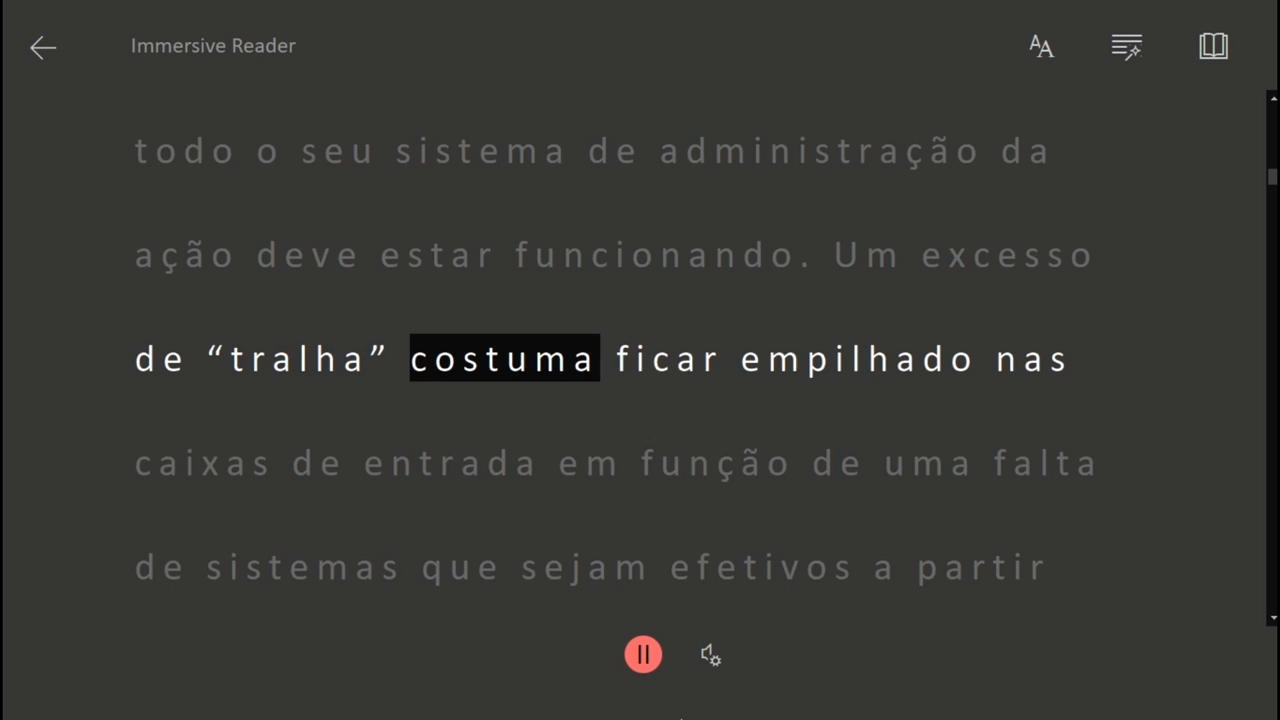 Immersive Reader
todo o seu sistema de administração da
ação deve estar funcionando. Um excesso
de “tralha” costuma ficar empilhado nas
caixas de entrada em função de uma falta
de sistemas que sejam efetivos a partir